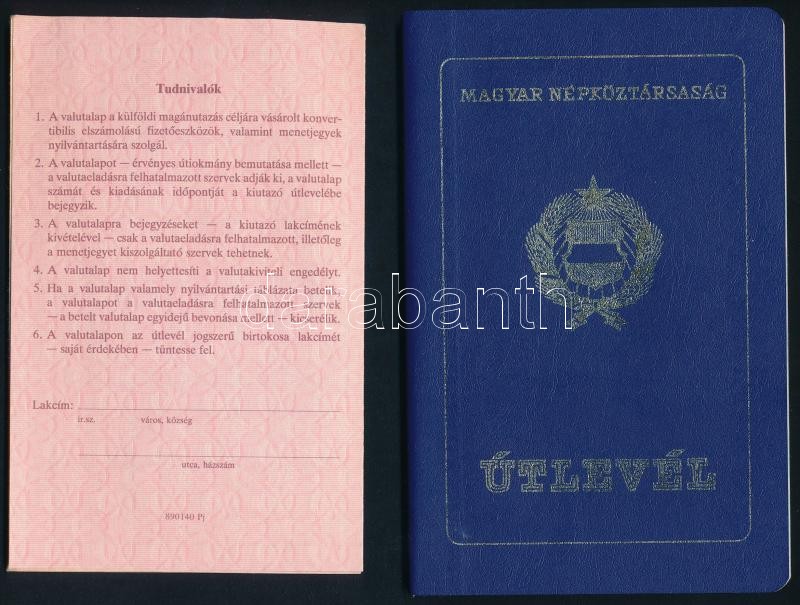 Tudnivalók
1. A valutalap a külföldi magánutazás céljára vásárolt konver-
tibilis elszámolású fizetőeszközök, valamint menetjegyek
nyilvántartására szolgál.
2. A valutalapot — érvényes útiokmány bemutatása mellett —
a valutaeladásra felhatalmazott szervek adják ki, a valutalap
számát és kiadásának időpontját a kiutazó útlevelébe
bejegyzik.
3. A valutalapra bejegyzéseket — a kiutazó lakcímének
kivételével — csak a valutaeladásra felhatalmazott, illetőleg
a menetjegyet kiszolgáltató szervek tehetnek.
4. A valutalap nem helyettesíti a valutakiviteli engedélyt.
5. Ha a valutalap valamely nyilvántartási táblázata betelik,
a valutalapot a valutaeladásra felhatalmazott szervek
— a betelt valutalap egyidejű bevonása mellett — kicserélik.
6. A valutalapon az útlevél jogszerű birtokosa lakcímét
— saját érdekében — tüntesse fel.
Lakcím:
ir.sz. város, község
utca, házszám
890140 Pj
MAGYAR NÉPKÖZTÁRSASÁG
ÚTLEVÉL
darabanth